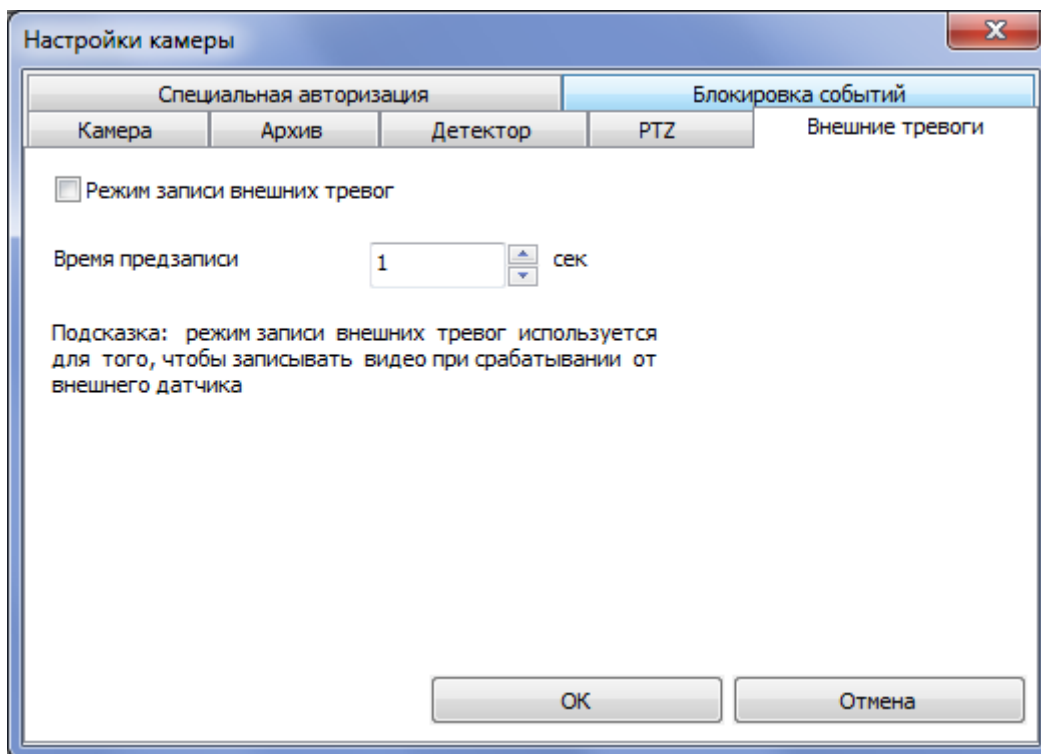 Настройки камеры
Специальная авторизация Блокировка событий
Камера Архив Детектор PTZ Внешние тревоги
Режим записи внешних тревог
Время предзаписи 1 сек
Подсказка: режим записи внешних тревог используется
для того, чтобы записывать видео при срабатывании от
внешнего датчика
OK Отмена